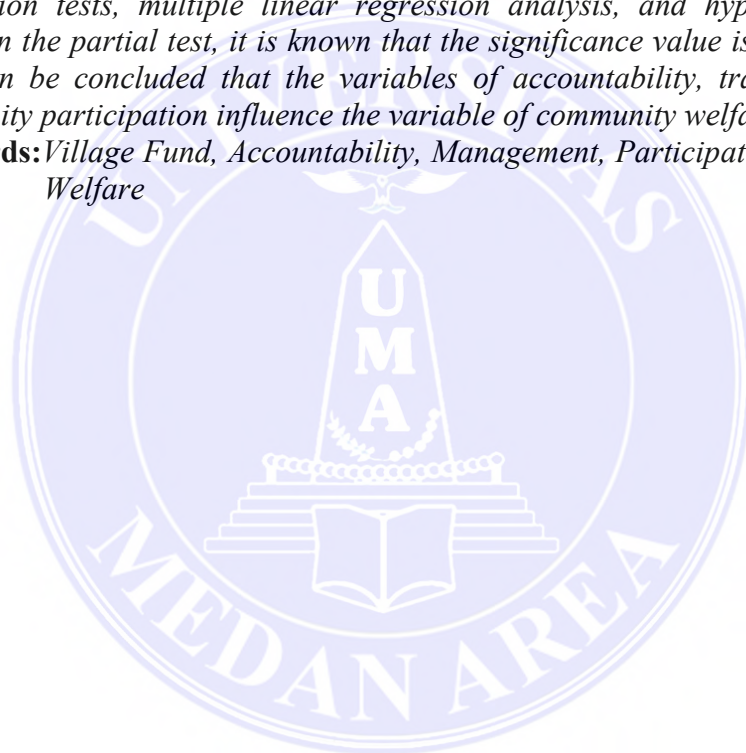 ion tests, multiple linear regression analysis, and hyp
n the partial test, it is known that the significance value is
n be concluded that the variables of accountability, tra
ity participation influence the variable of community welfa
ds:Village Fund, Accountability, Management, Participat
Welfare
UNIVERSITAS
U
M
A
MEDAN AREA